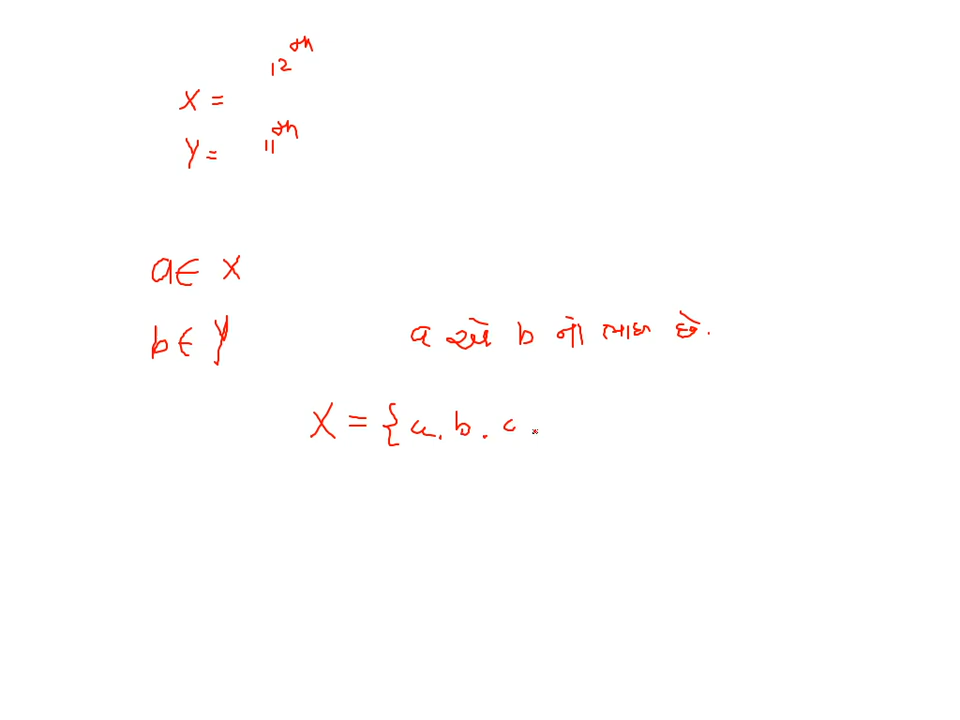 12th
X =
Y = 11th
a ∈ X
b ∈ Y
a એ b નો ભાઇ છે.
X = {a. b. c